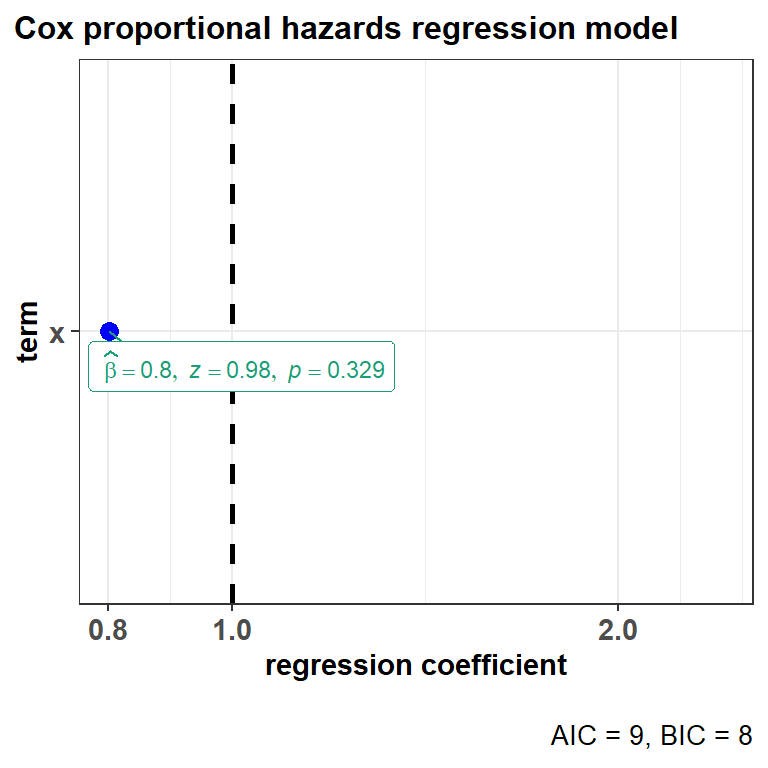 Cox proportional hazards regression model
term
x
β̂ = 0.8, z = 0.98, p = 0.329
0.8 1.0 2.0
regression coefficient
AIC = 9, BIC = 8